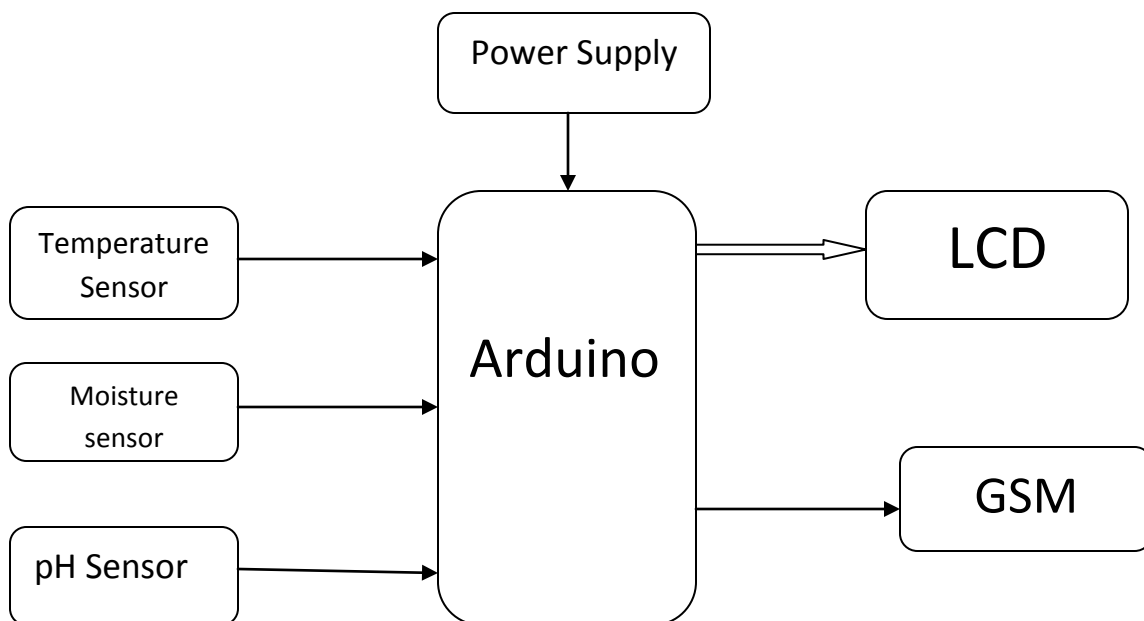 Power Supply
Temperature
Sensor
LCD
Arduino
Moisture
sensor
GSM
pH Sensor